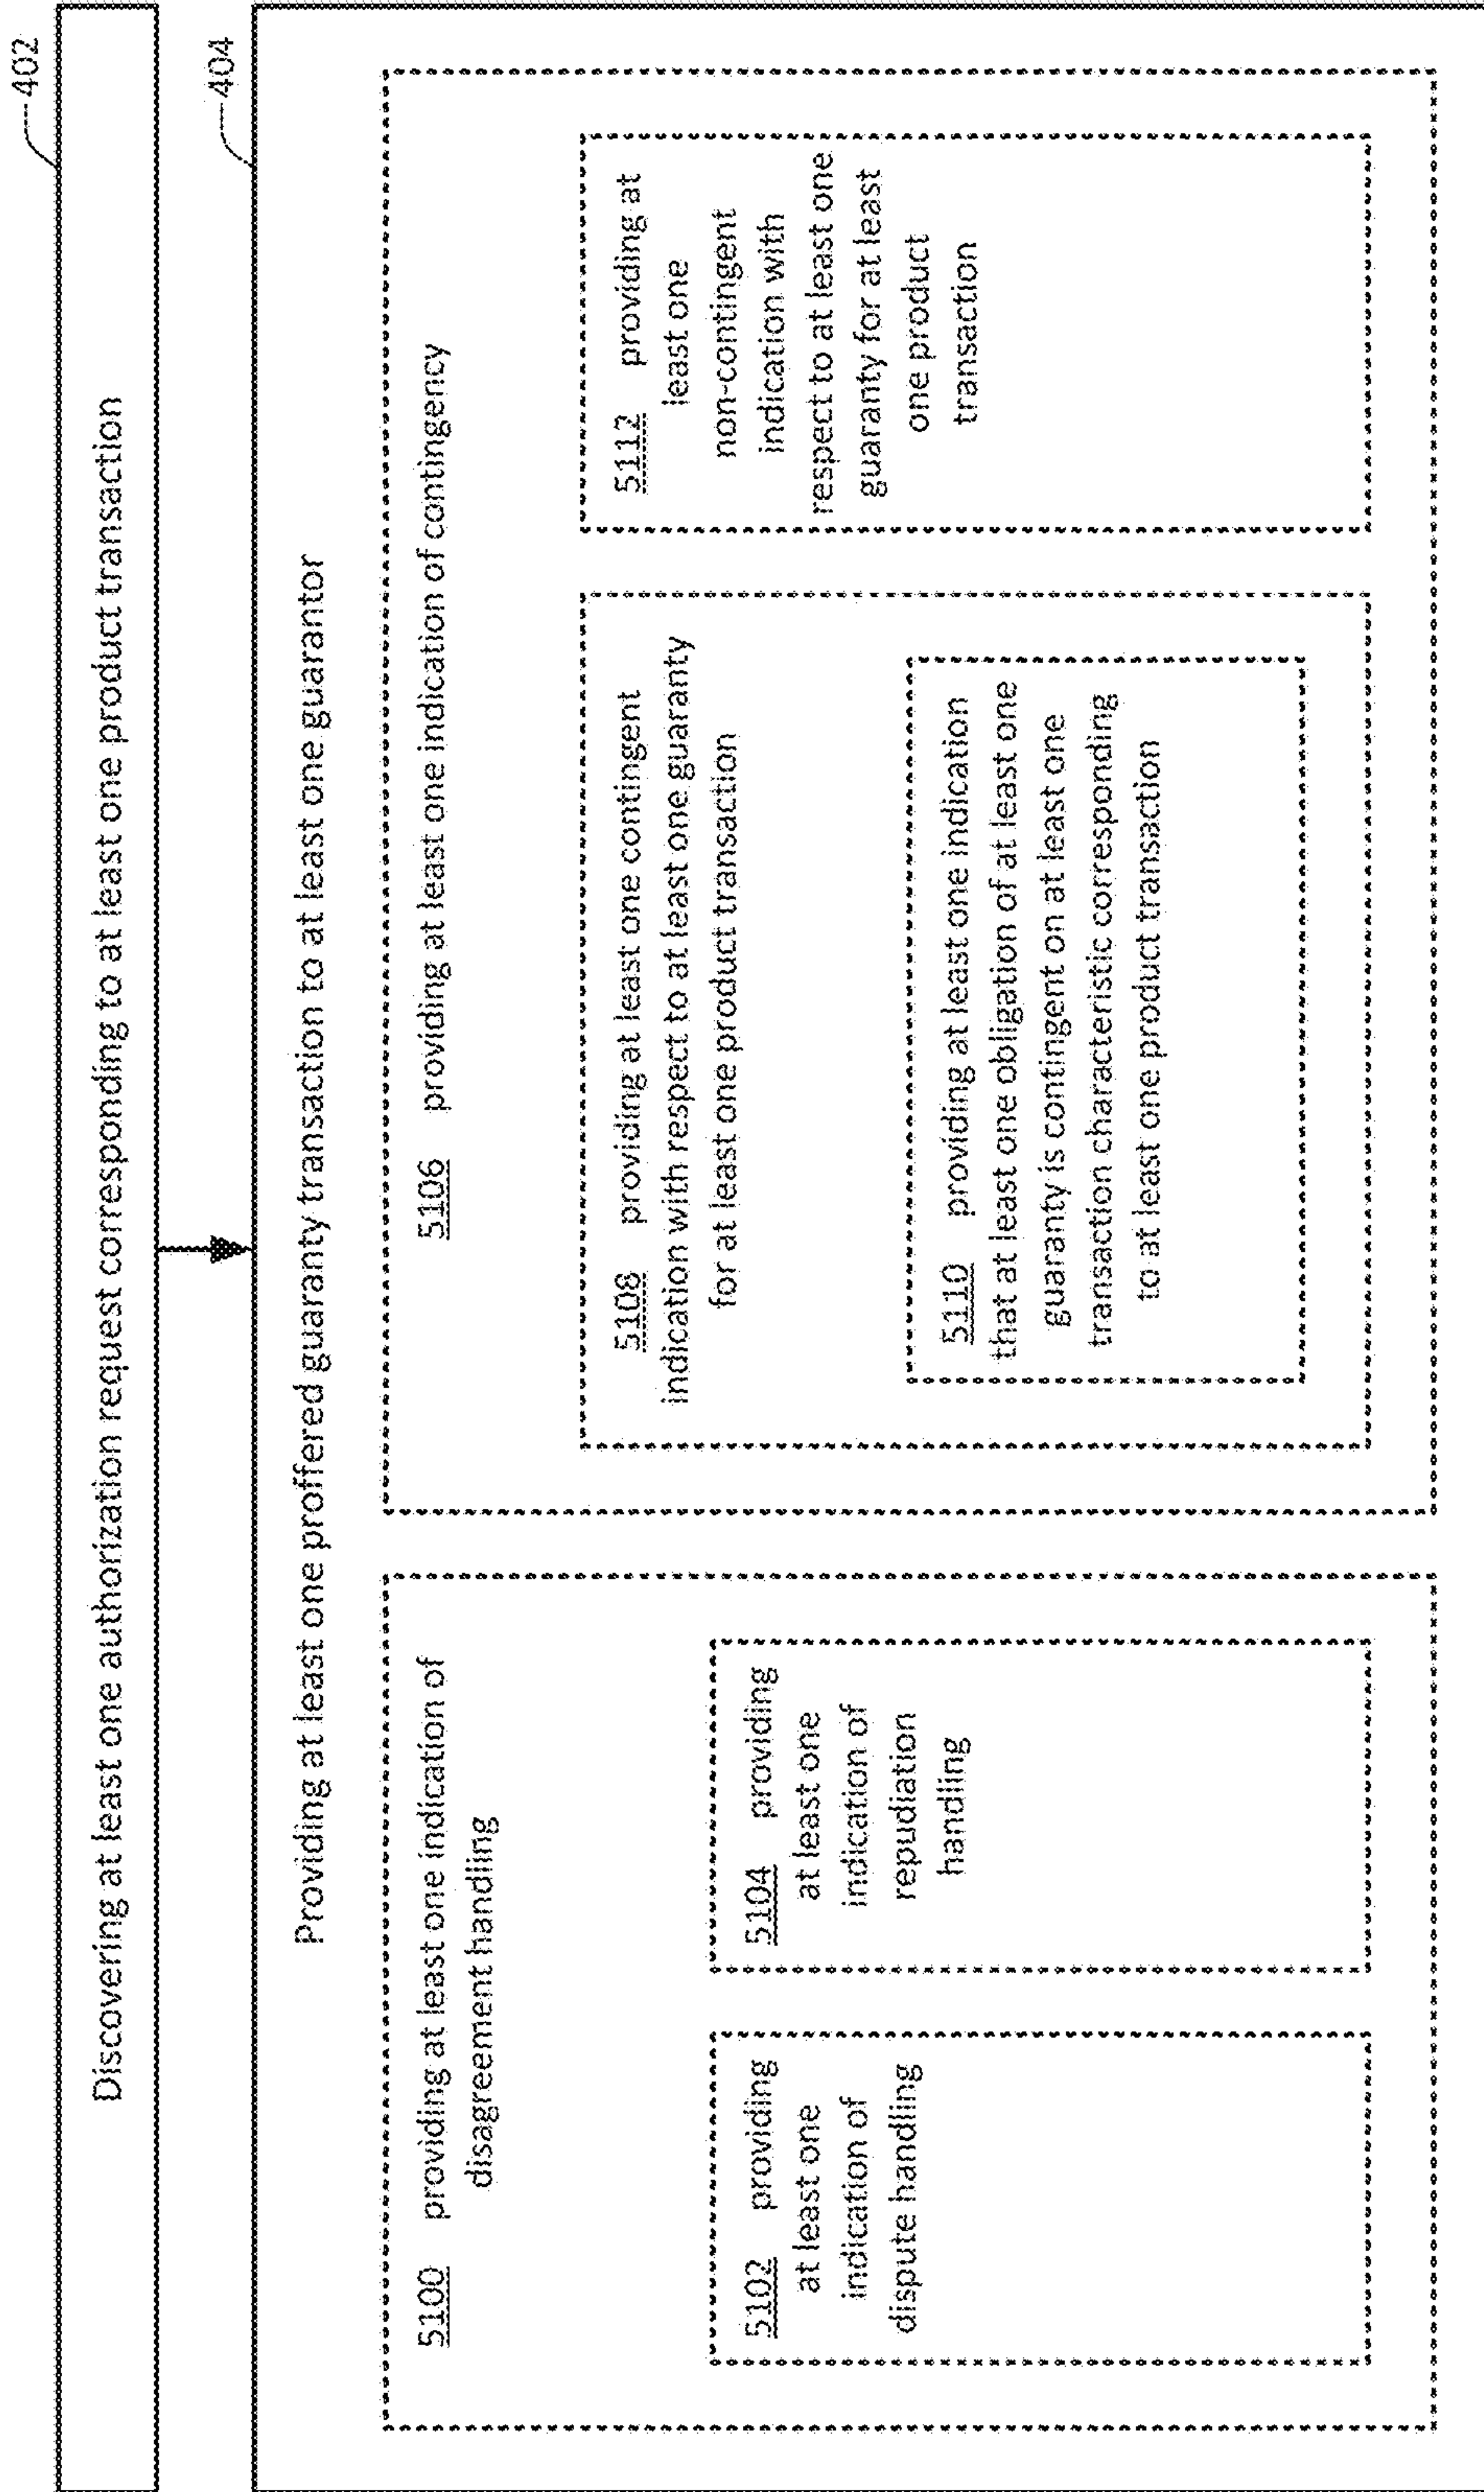 402
Discovering at least one authorization request corresponding to at least one product transaction
404
Providing at least one proffered guaranty transaction to at least one guarantor
5100 providing at least one indication of
disagreement handling
5102 providing
at least one
indication of
dispute handling
5104 providing
at least one
indication of
repudiation
handling
5106 providing at least one indication of contingency
5108 providing at least one contingent
indication with respect to at least one guaranty
for at least one product transaction
5110 providing at least one indication
that at least one obligation of at least one
guaranty is contingent on at least one
transaction characteristic corresponding
to at least one product transaction
5112 providing at
least one
non-contingent
indication with
respect to at least one
guaranty for at least
one product
transaction